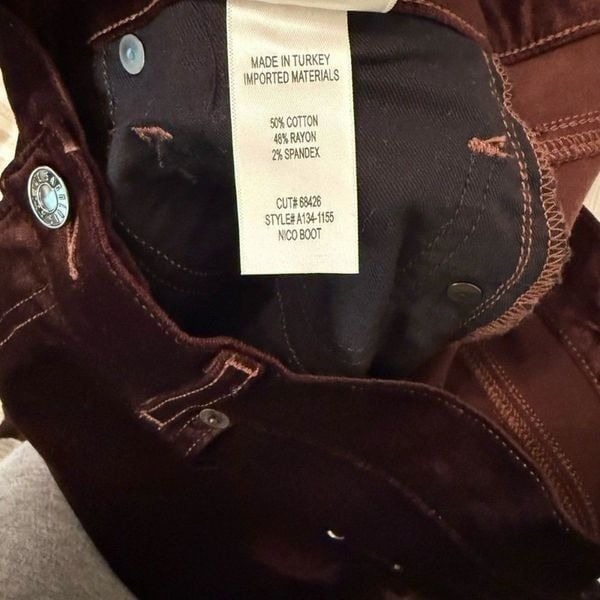 MADE IN TURKEY
IMPORTED MATERIALS
50% COTTON
48% RAYON
2% SPANDEX
CUT# 68426
STYLE# A134-1155
NICO BOOT